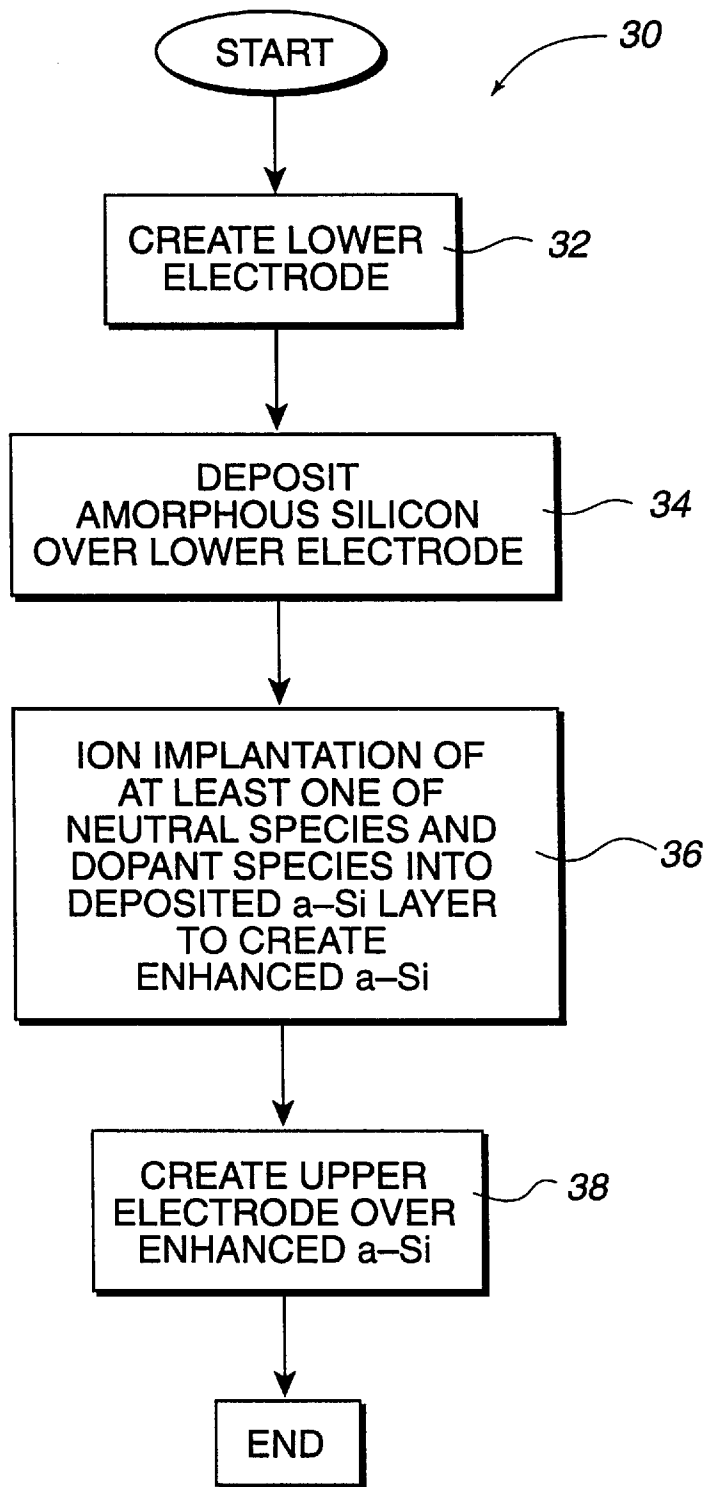 START
30
CREATE LOWER
ELECTRODE
32
DEPOSIT
AMORPHOUS SILICON
OVER LOWER ELECTRODE
34
ION IMPLANTATION OF
AT LEAST ONE OF
NEUTRAL SPECIES AND
DOPANT SPECIES INTO
DEPOSITED a–Si LAYER
TO CREATE
ENHANCED a–Si
36
CREATE UPPER
ELECTRODE OVER
ENHANCED a–Si
38
END